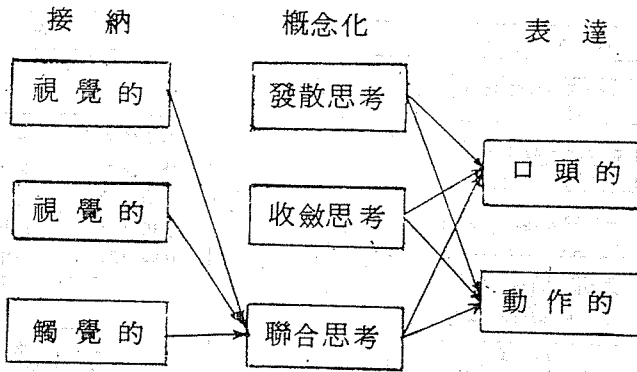 接納
概念化
表達
視覺的
發散思考
口頭的
視覺的
收斂思考
動作的
觸覺的
聯合思考